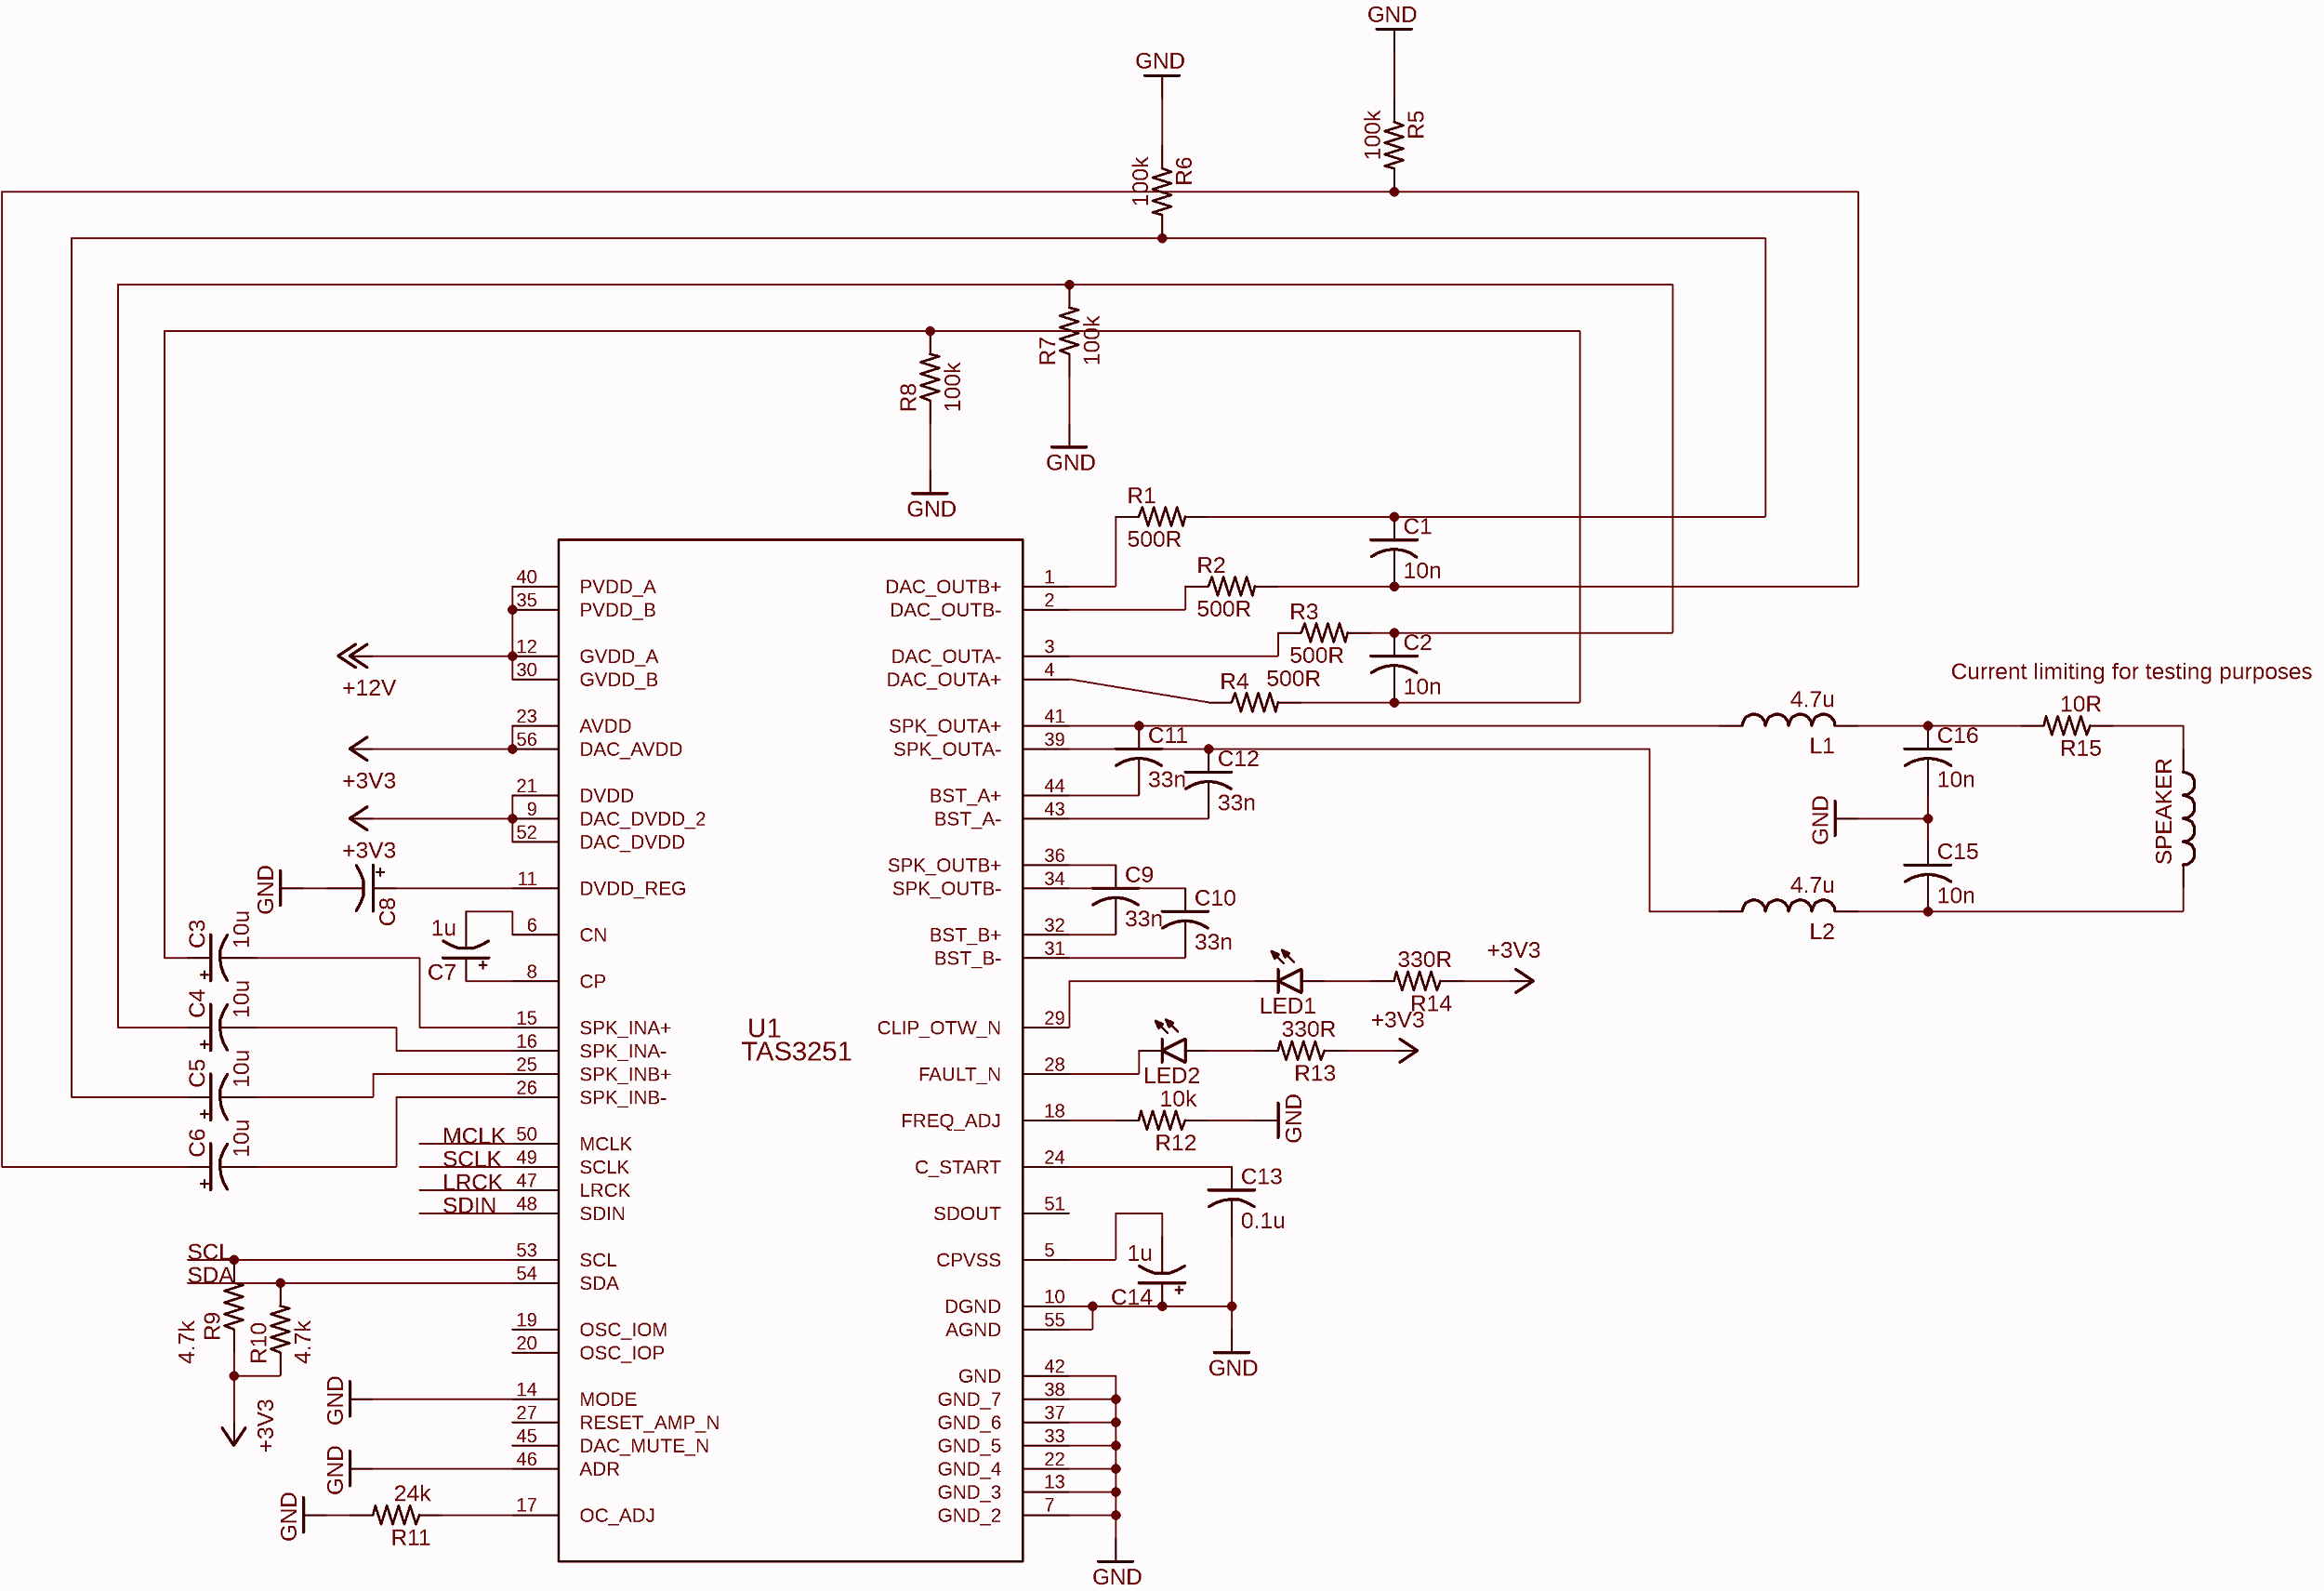 GND
GND
100k
R5
100k
R6
R7
100k
R8
100k
GND
GND
R1
500R
C1
10n
R2
500R
R3
500R
C2
10n
R4
500R
40
PVDD_A
35
PVDD_B
12
GVDD_A
30
GVDD_B
+12V
23
AVDD
56
DAC_AVDD
+3V3
21
DVDD
9
DAC_DVDD_2
52
DAC_DVDD
+3V3
GND
C8
+
11
DVDD_REG
1u
C7
+
6
CN
8
CP
C3
10u
+
C4
10u
+
C5
10u
+
C6
10u
+
15
SPK_INA+
16
SPK_INA-
25
SPK_INB+
26
SPK_INB-
MCLK
50
MCLK
SCLK
49
SCLK
LRCK
47
LRCK
SDIN
48
SDIN
SCL
53
SCL
SDA
54
SDA
4.7k
R9
R10
4.7k
+3V3
19
OSC_IOM
20
OSC_IOP
GND
14
MODE
27
RESET_AMP_N
45
DAC_MUTE_N
GND
46
ADR
GND
24k
R11
17
OC_ADJ
U1
TAS3251
DAC_OUTB+
1
DAC_OUTB-
2
DAC_OUTA-
3
DAC_OUTA+
4
SPK_OUTA+
41
SPK_OUTA-
39
BST_A+
44
BST_A-
43
C11
33n
C12
33n
SPK_OUTB+
36
SPK_OUTB-
34
BST_B+
32
BST_B-
31
C9
33n
C10
33n
CLIP_OTW_N
29
LED1
330R
R14
+3V3
FAULT_N
28
LED2
330R
R13
+3V3
FREQ_ADJ
18
10k
R12
GND
C_START
24
C13
0.1u
SDOUT
51
CPVSS
5
1u
C14
+
DGND
10
AGND
55
GND
GND
42
GND_7
38
GND_6
37
GND_5
33
GND_4
22
GND_3
13
GND_2
7
GND
Current limiting for testing purposes
4.7u
L1
C16
10n
10R
R15
GND
C15
10n
4.7u
L2
SPEAKER